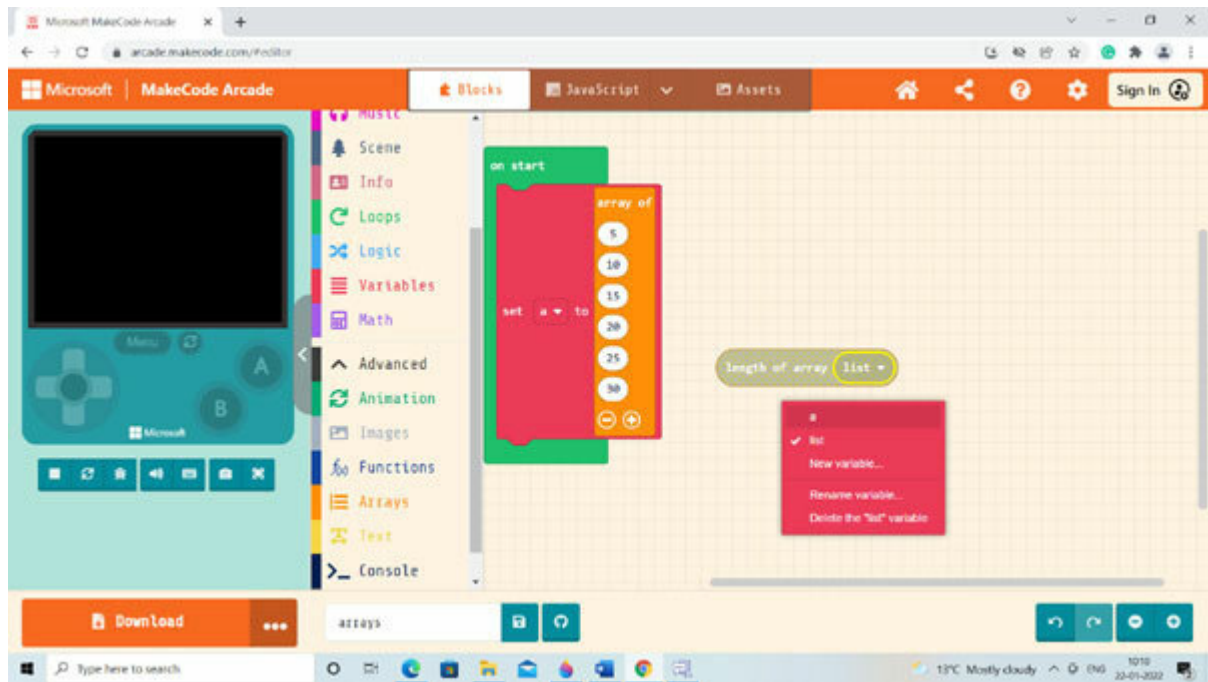 Microsoft MakeCode Arcade
arcade.makecode.com/#editor
Microsoft | MakeCode Arcade
Blocks
JavaScript
Assets
Sign In
Music
Scene
Info
Loops
Logic
Variables
Math
Advanced
Animation
Images
Functions
Arrays
Text
Console
Menu
A
B
Microsoft
on start
set a to
array of
5
10
15
20
25
30
length of array list
a
list
New variable...
Rename variable...
Delete the "list" variable
Download
arrays
Type here to search
13°C Mostly cloudy
ENG
10:10
22-01-2022